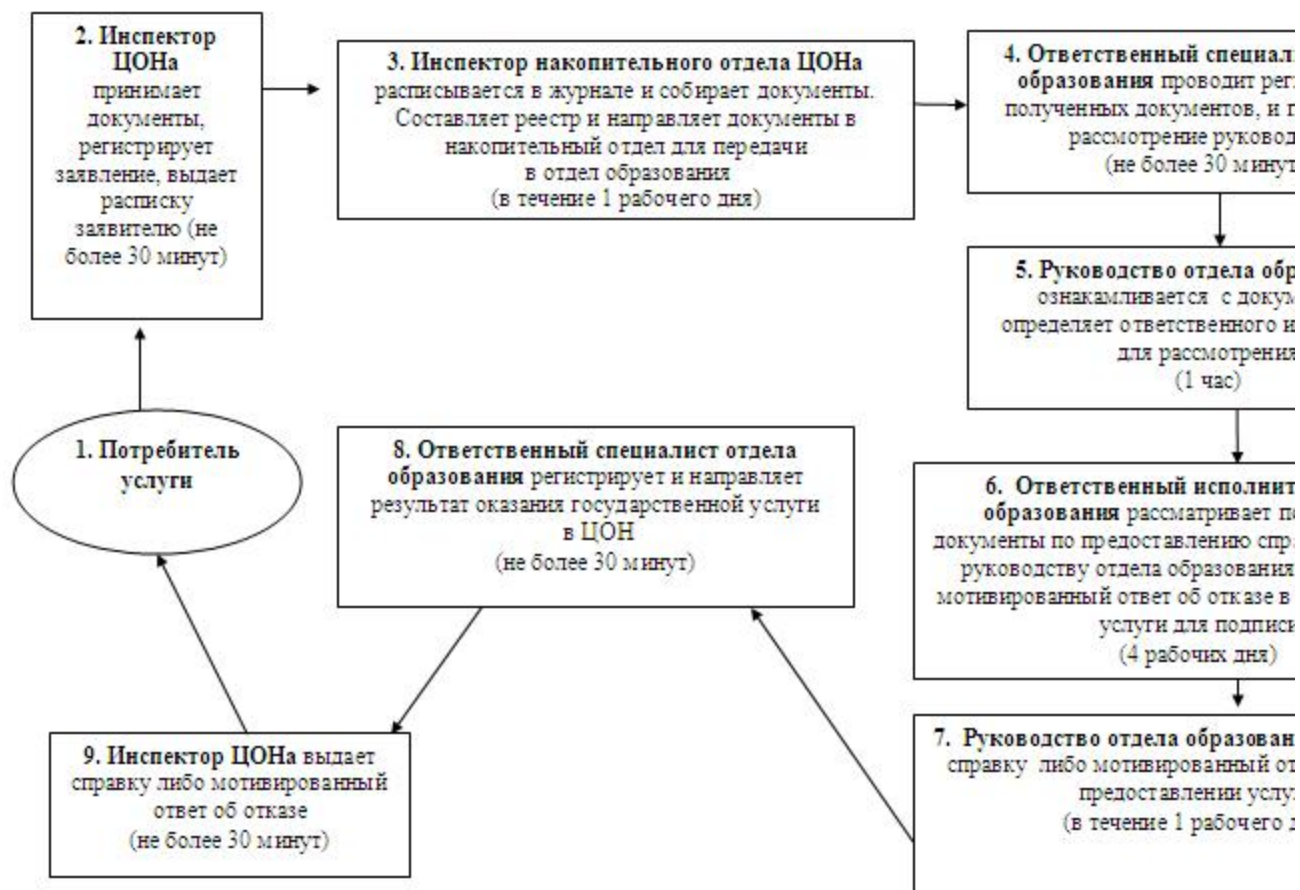 2. Инспектор
ЦОНа
принимает
документы,
регистрирует
заявление, выдает
расписку
заявителю (не
более 30 минут)
3. Инспектор накопительного отдела ЦОНа
расписывается в журнале и собирает документы.
Составляет реестр и направляет документы в
накопительный отдел для передачи
в отдел образования
(в течение 1 рабочего дня)
4. Ответственный специал
образования проводит рег
полученных документов, и п
рассмотрение руковод
(не более 30 минут
5. Руководство отдела обр
ознакамливается с докум
определяет ответственного и
для рассмотрения
(1 час)
1. Потребитель
услуги
8. Ответственный специалист отдела
образования регистрирует и направляет
результат оказания государственной услуги
в ЦОН
(не более 30 минут)
6. Ответственный исполнит
образования рассматривает по
документы по предоставлению спра
руководству отдела образования
мотивированный ответ об отказе в
услуги для подписи
(4 рабочих дня)
9. Инспектор ЦОНа выдает
справку либо мотивированный
ответ об отказе
(не более 30 минут)
7. Руководство отдела образован
справку либо мотивированный от
предоставлении услу
(в течение 1 рабочего д